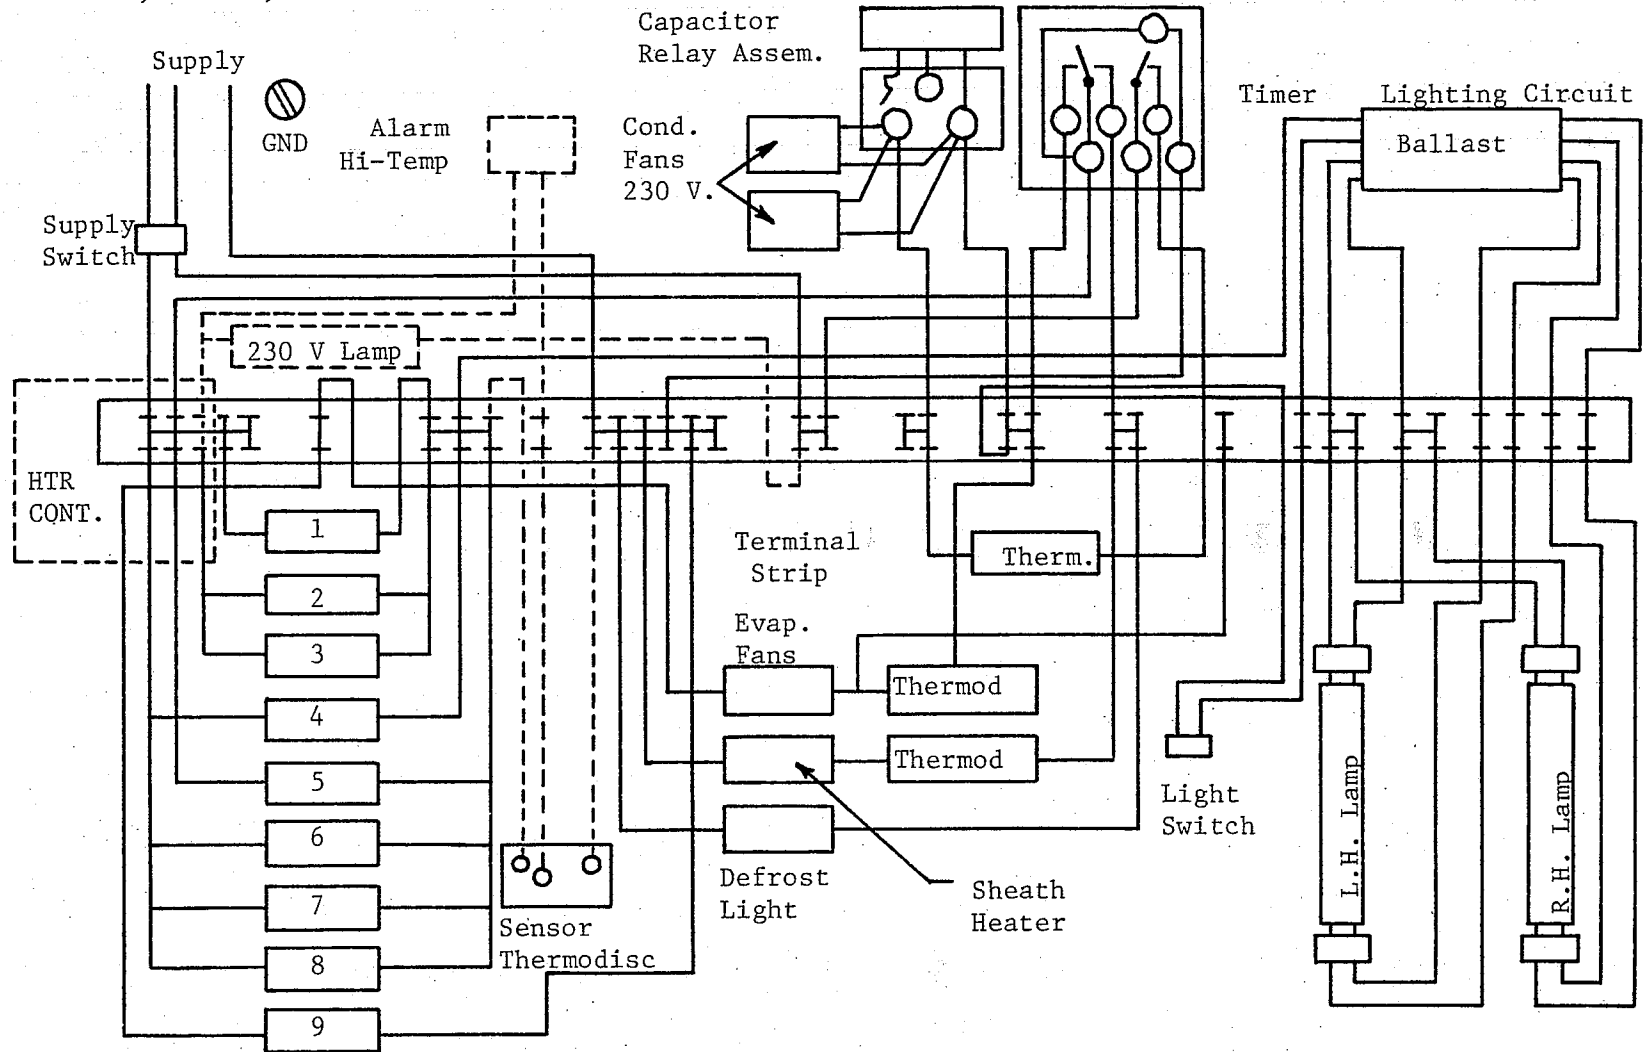 Supply
GND
Alarm
Hi-Temp
Capacitor
Relay Assem.
Cond.
Fans
230 V.
Timer
Lighting Circuit
Ballast
Supply
Switch
230 V Lamp
HTR
CONT.
1
2
3
4
5
6
7
8
9
Terminal
Strip
Therm.
Evap.
Fans
Thermod
Thermod
Defrost
Light
Sheath
Heater
Sensor
Thermodisc
Light
Switch
L.H. Lamp
R.H. Lamp